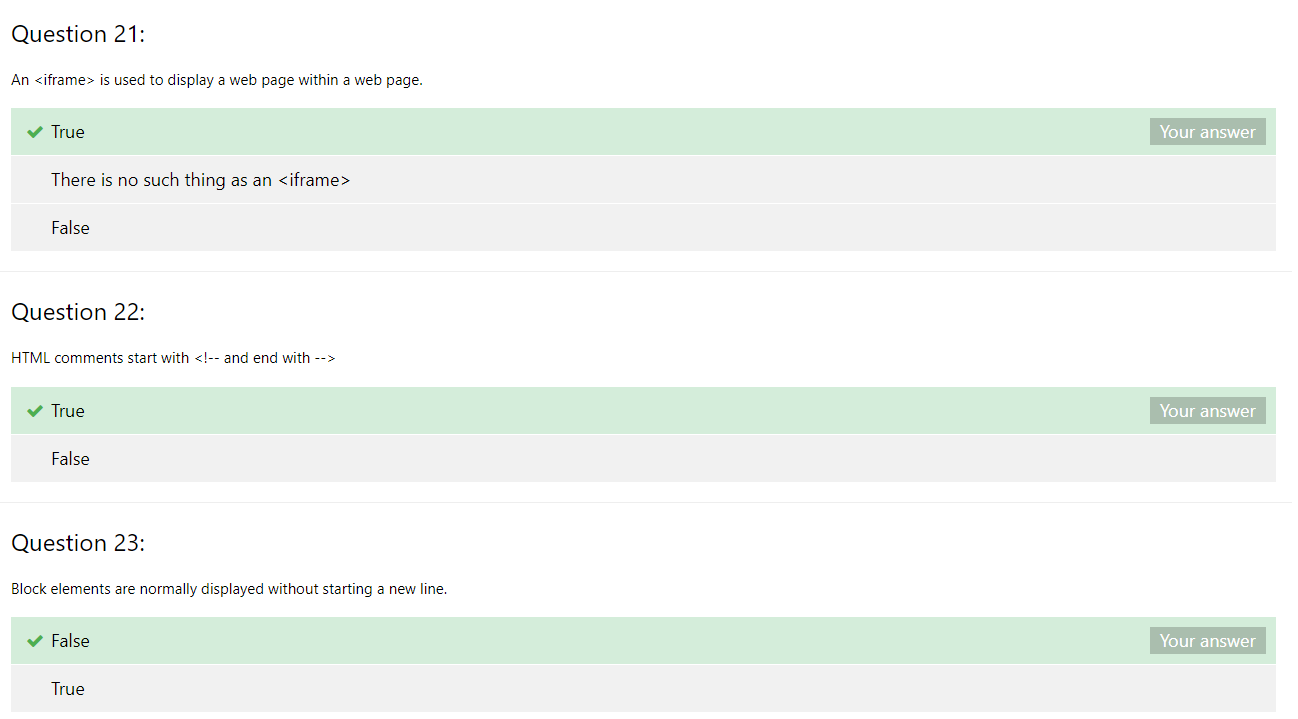 Question 21:
An <iframe> is used to display a web page within a web page.
True
Your answer
There is no such thing as an <iframe>
False
Question 22:
HTML comments start with <!-- and end with -->
True
Your answer
False
Question 23:
Block elements are normally displayed without starting a new line.
False
Your answer
True